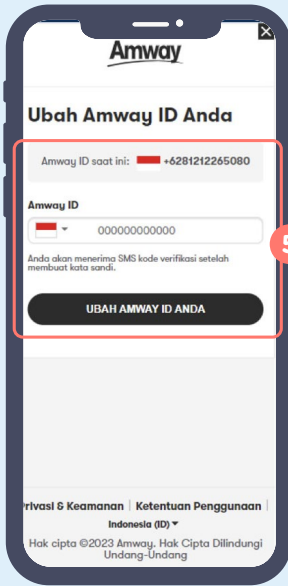 Amway
Ubah Amway ID Anda
Amway ID saat ini: +6281212265080
Amway ID
000000000000
5
Anda akan menerima SMS kode verifikasi setelah
membuat kata sandi.
UBAH AMWAY ID ANDA
rivasi & Keamanan | Ketentuan Penggunaan |
Indonesia (ID)
Hak cipta ©2023 Amway. Hak Cipta Dilindungi
Undang-Undang